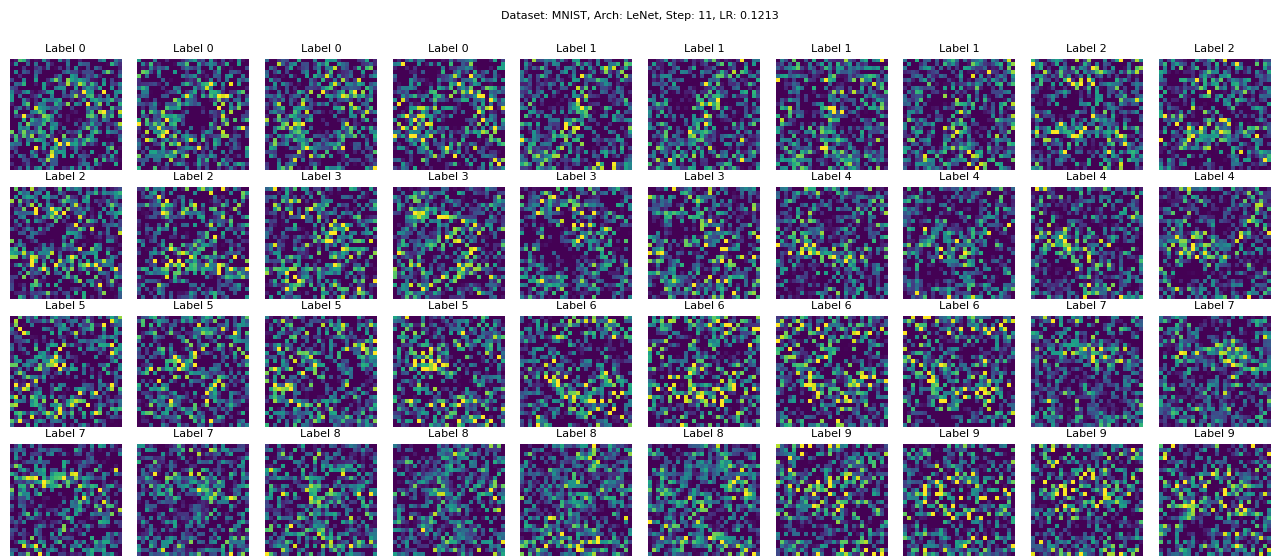 Dataset: MNIST, Arch: LeNet, Step: 11, LR: 0.1213
Label 0 Label 0 Label 0 Label 0 Label 1 Label 1 Label 1 Label 1 Label 2 Label 2
Label 2 Label 2 Label 3 Label 3 Label 3 Label 3 Label 4 Label 4 Label 4 Label 4
Label 5 Label 5 Label 5 Label 5 Label 6 Label 6 Label 6 Label 6 Label 7 Label 7
Label 7 Label 7 Label 8 Label 8 Label 8 Label 8 Label 9 Label 9 Label 9 Label 9